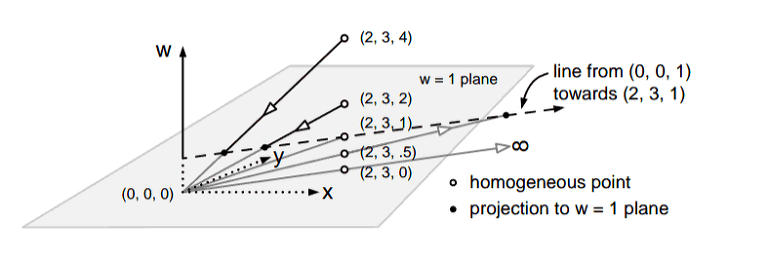 (2, 3, 4)
w
w = 1 plane
line from (0, 0, 1)
towards (2, 3, 1)
(2, 3, 2)
(2, 3, 1)
y
(2, 3, .5)
∞
(2, 3, 0)
(0, 0, 0)
x
homogeneous point
projection to w = 1 plane